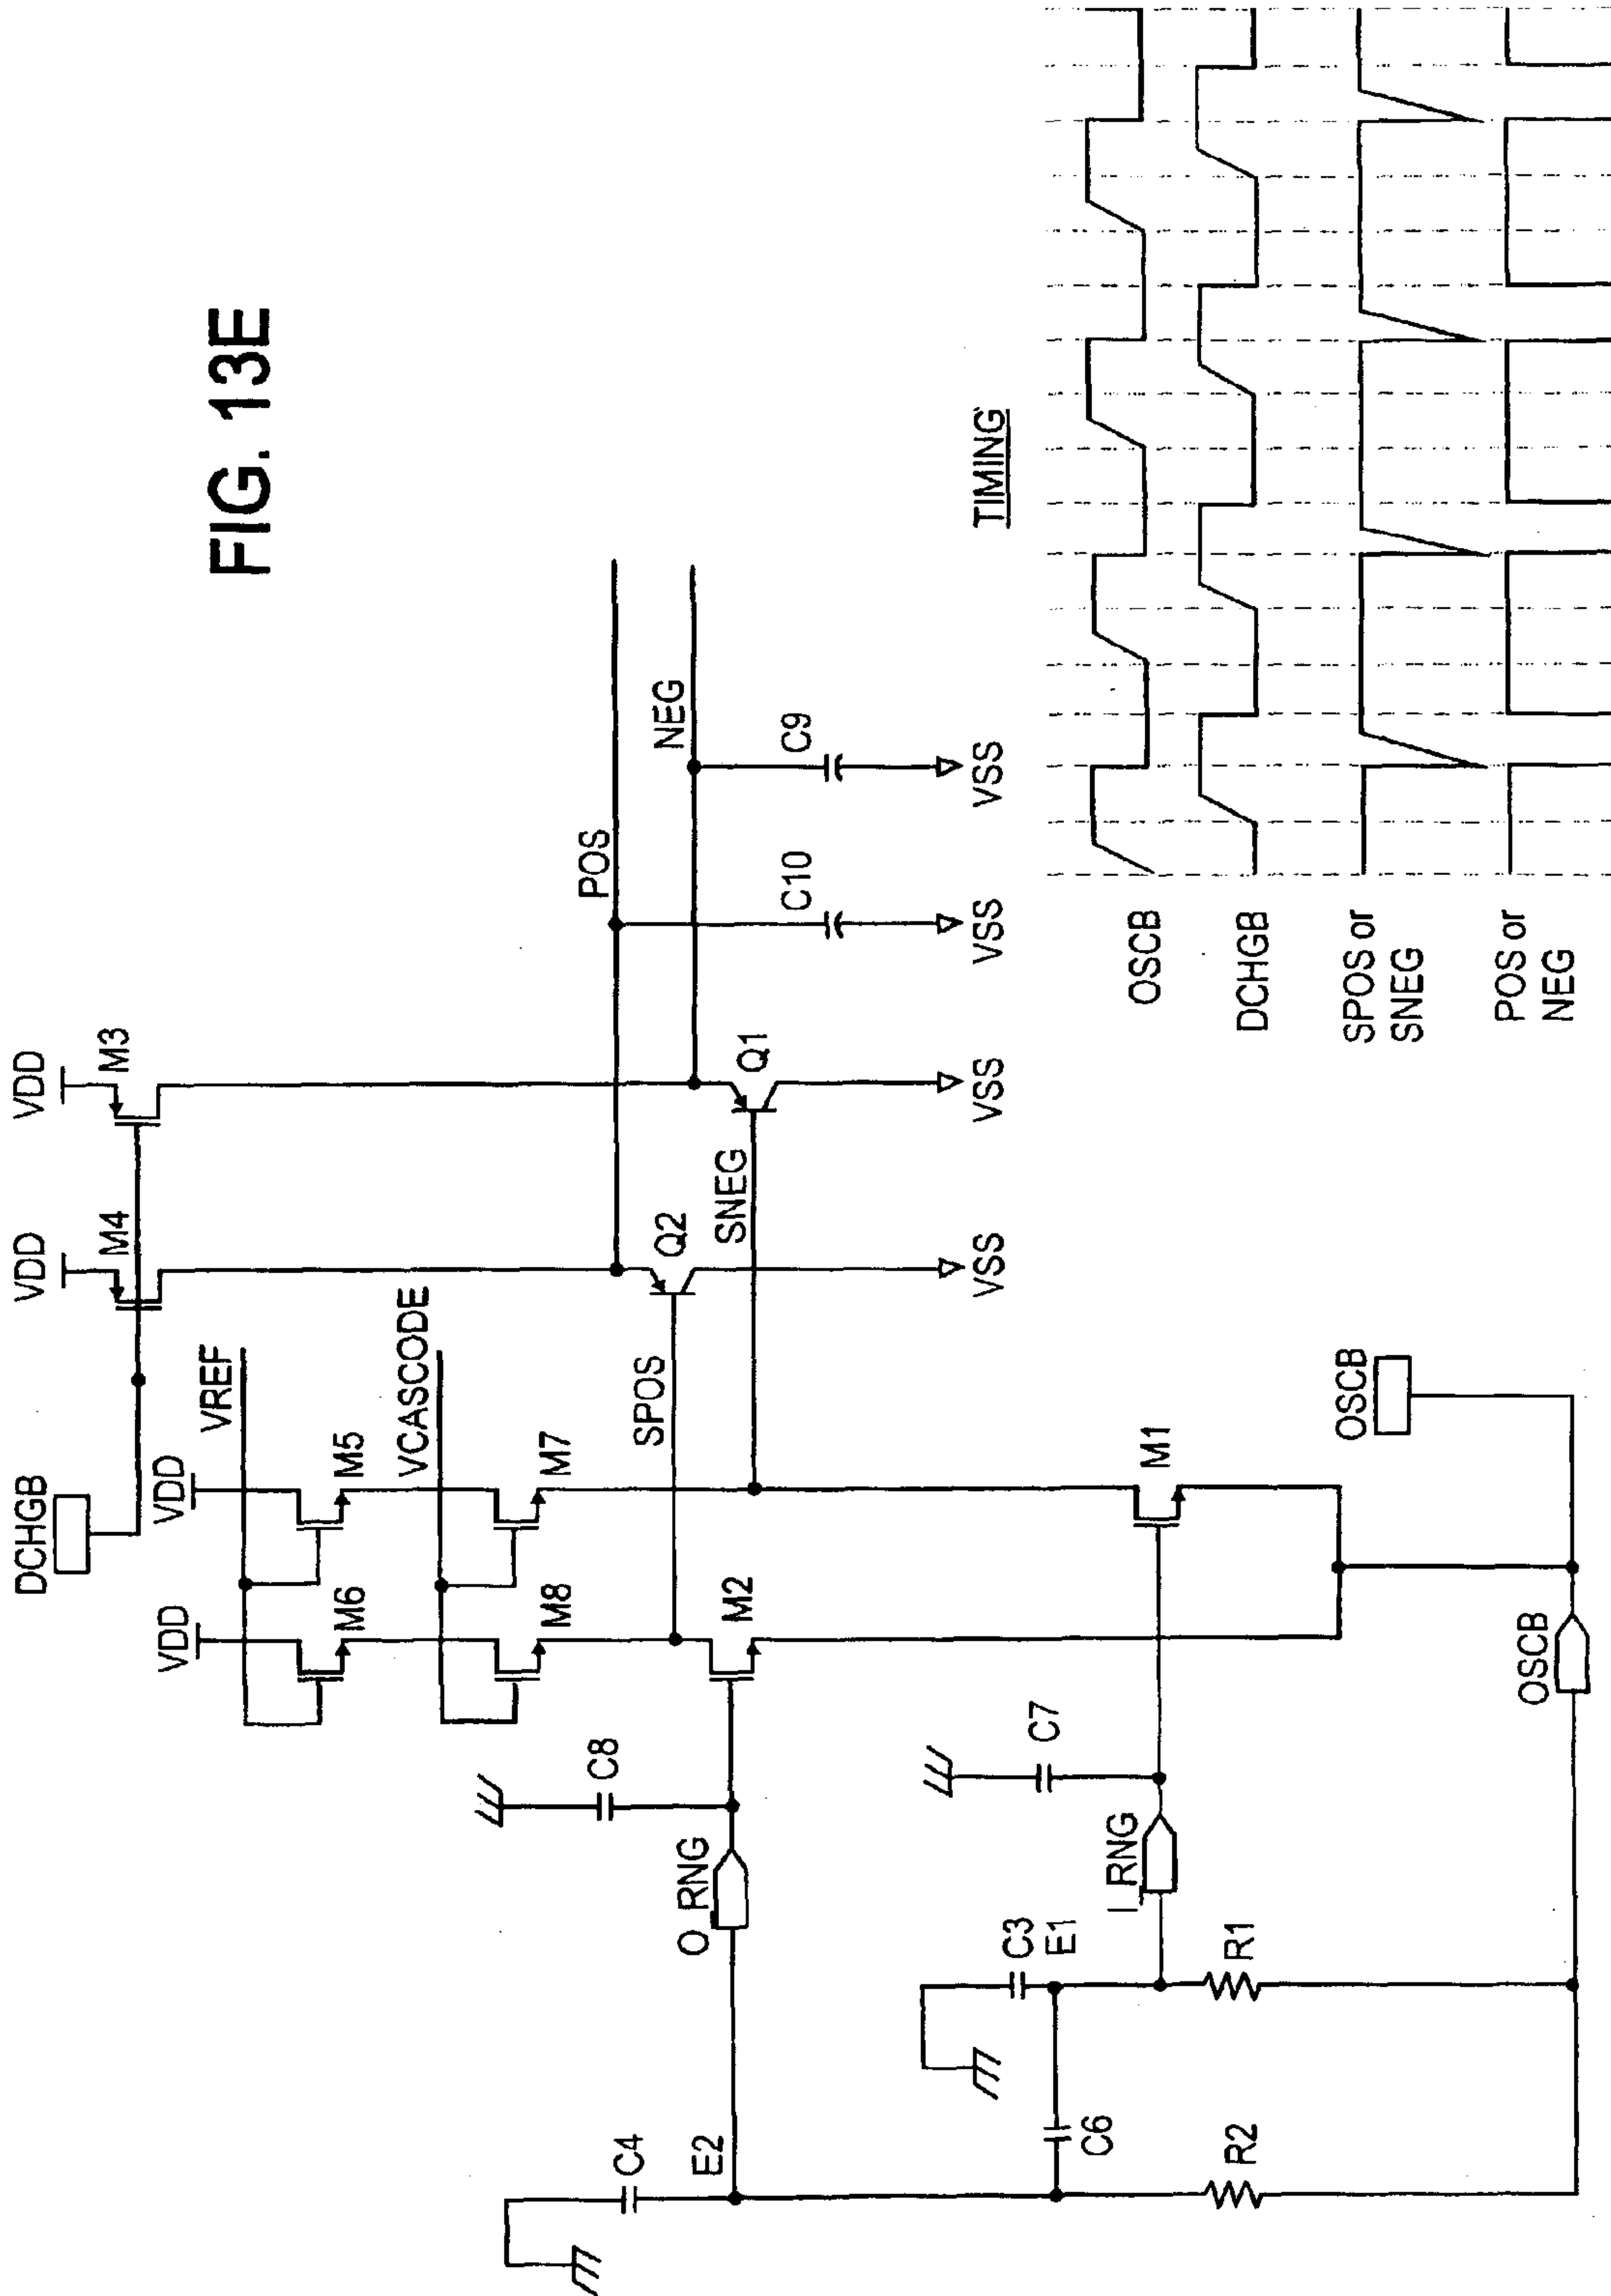 FIG. 13E
DCHGB
VDD
VDD
M4
M3
VDD
VDD
VREF
M6
M5
VCASCODE
M8
M7
SPOS
SNEG
Q2
Q1
POS
NEG
C10
C9
VSS
VSS
VSS
VSS
M2
M1
C8
C7
O_RNG
I_RNG
C4
E2
C3
E1
C6
R2
R1
OSCB
OSCB
TIMING
OSCB
DCHGB
SPOS or
SNEG
POS or
NEG